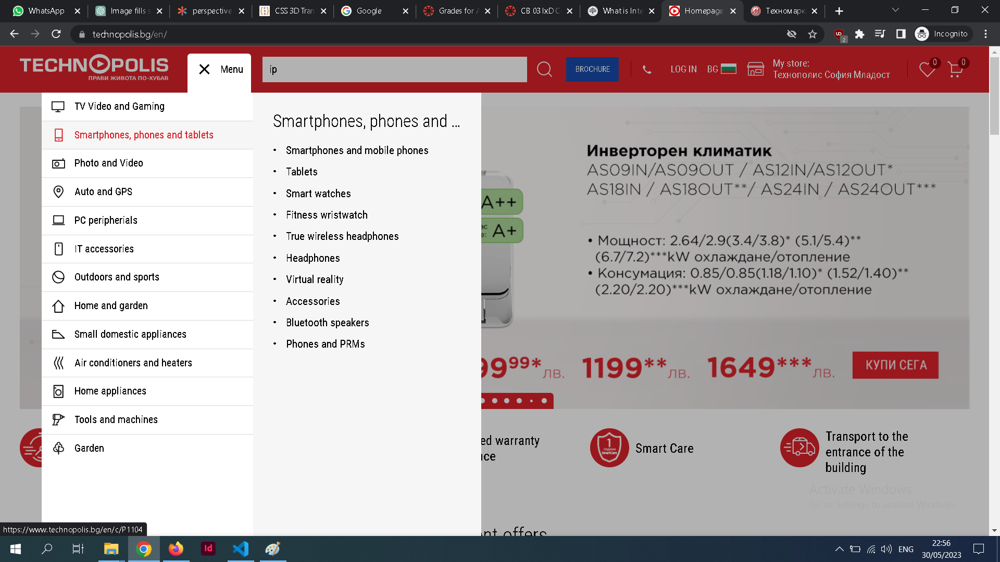 WhatsApp
Image fills s
perspective
CSS 3D Tran
Google
Grades for A
CB 03 IxD C
What is Inte
Homepage
Техномарк
technopolis.bg/en/
2
Incognito
TECHNOPOLIS
ПРАВИ ЖИВОТА ПО-ХУБАВ
Menu
ip
BROCHURE
LOG IN
BG
My store:
Технополис София Младост
0
0
TV Video and Gaming
Smartphones, phones and tablets
Photo and Video
Auto and GPS
PC peripherials
IT accessories
Outdoors and sports
Home and garden
Small domestic appliances
Air conditioners and heaters
Home appliances
Tools and machines
Garden
Smartphones, phones and ...
• Smartphones and mobile phones
• Tablets
• Smart watches
• Fitness wristwatch
• True wireless headphones
• Headphones
• Virtual reality
• Accessories
• Bluetooth speakers
• Phones and PRMs
A++
ас
е: A+
Инверторен климатик
AS09IN/AS09OUT / AS12IN/AS12OUT*
AS18IN / AS18OUT**/ AS24IN / AS24OUT***
• Мощност: 2.64/2.9(3.4/3.8)* (5.1/5.4)**
(6.7/7.2)***kW охлаждане/отопление
• Консумация: 0.85/0.85(1.18/1.10)* (1.52/1.40)**
(2.20/2.20)***kW охлаждане/отопление
99⁹⁹*лв. 1199**лв. 1649***лв.
КУПИ СЕГА
ed warranty
nce
1
година
SmartCare
Smart Care
Transport to the
entrance of the
building
Activate Windows
Go to Settings to activate Windows.
nt offers
https://www.technopolis.bg/en/c/P1104
Id
ENG
22:56
30/05/2023